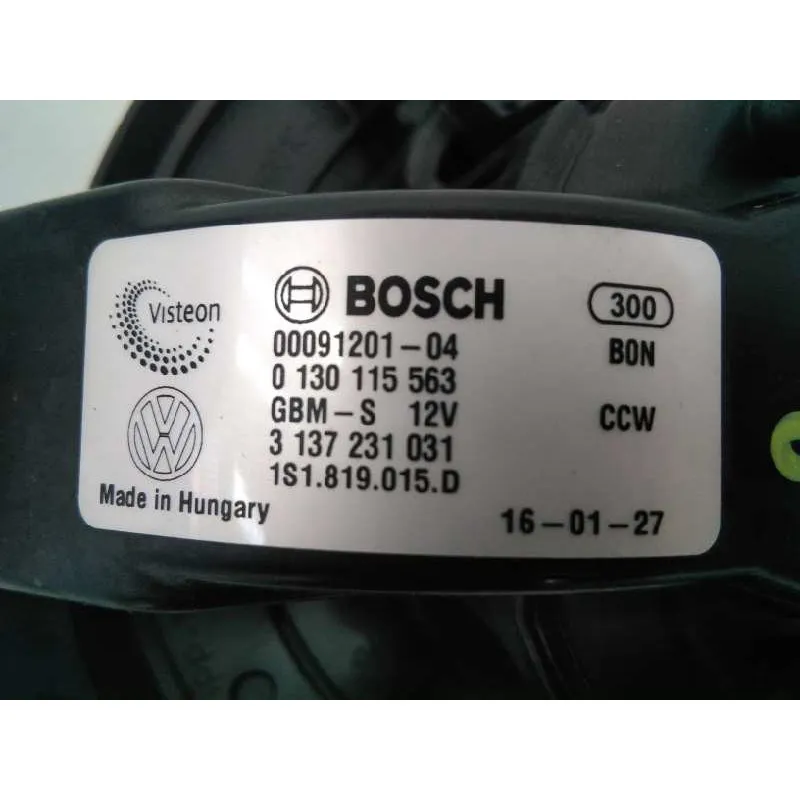 Visteon
BOSCH
300
00091201-04
BON
0 130 115 563
GBM-S 12V
CCW
3 137 231 031
1S1.819.015.D
Made in Hungary
16-01-27